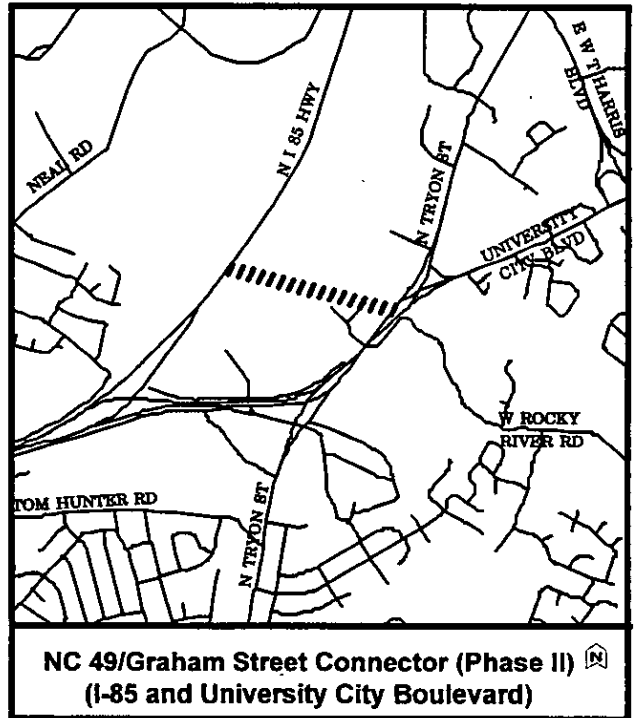 E W T HARRIS
BLVD
N I 85 HWY
NEAL RD
N TRYON ST
UNIVERSITY
CITY BLVD
W ROCKY
RIVER RD
TOM HUNTER RD
N TRYON ST
NC 49/Graham Street Connector (Phase II) N
(I-85 and University City Boulevard)